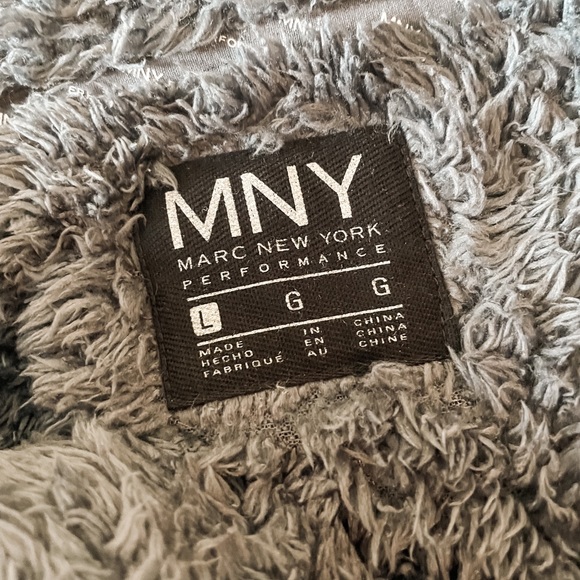 MNY
MARC NEW YORK
PERFORMANCE
L G G
MADE IN CHINA
HECHO EN CHINA
FABRIQUÉ AU CHINE